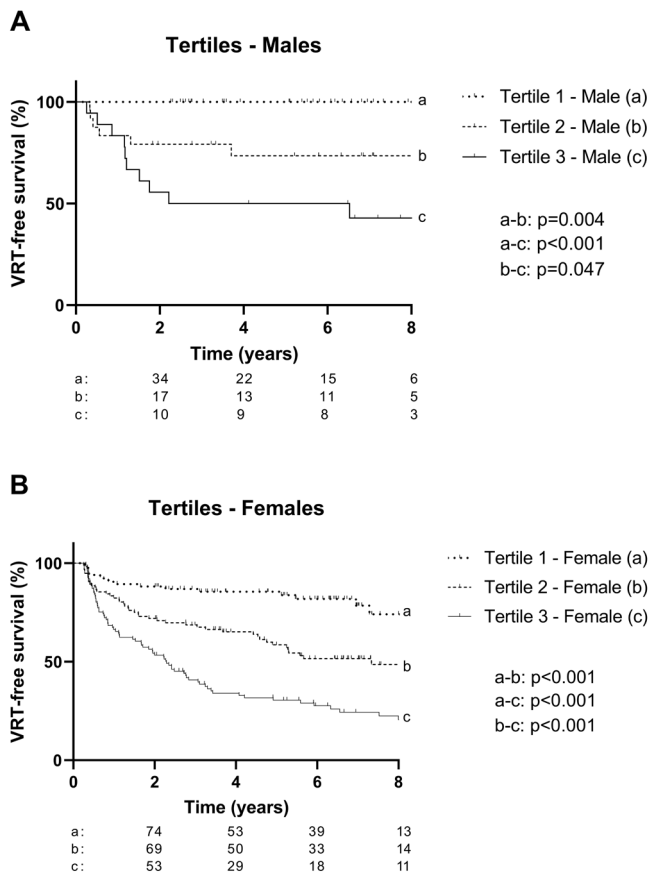 A
Tertiles - Males
VRT-free survival (%)
100
50
0
0 2 4 6 8
Time (years)
a
b
c
Tertile 1 - Male (a)
Tertile 2 - Male (b)
Tertile 3 - Male (c)
a-b: p=0.004
a-c: p<0.001
b-c: p=0.047
a: 34 22 15 6
b: 17 13 11 5
c: 10 9 8 3
B
Tertiles - Females
VRT-free survival (%)
100
50
0
0 2 4 6 8
Time (years)
a
b
c
Tertile 1 - Female (a)
Tertile 2 - Female (b)
Tertile 3 - Female (c)
a-b: p<0.001
a-c: p<0.001
b-c: p<0.001
a: 74 53 39 13
b: 69 50 33 14
c: 53 29 18 11